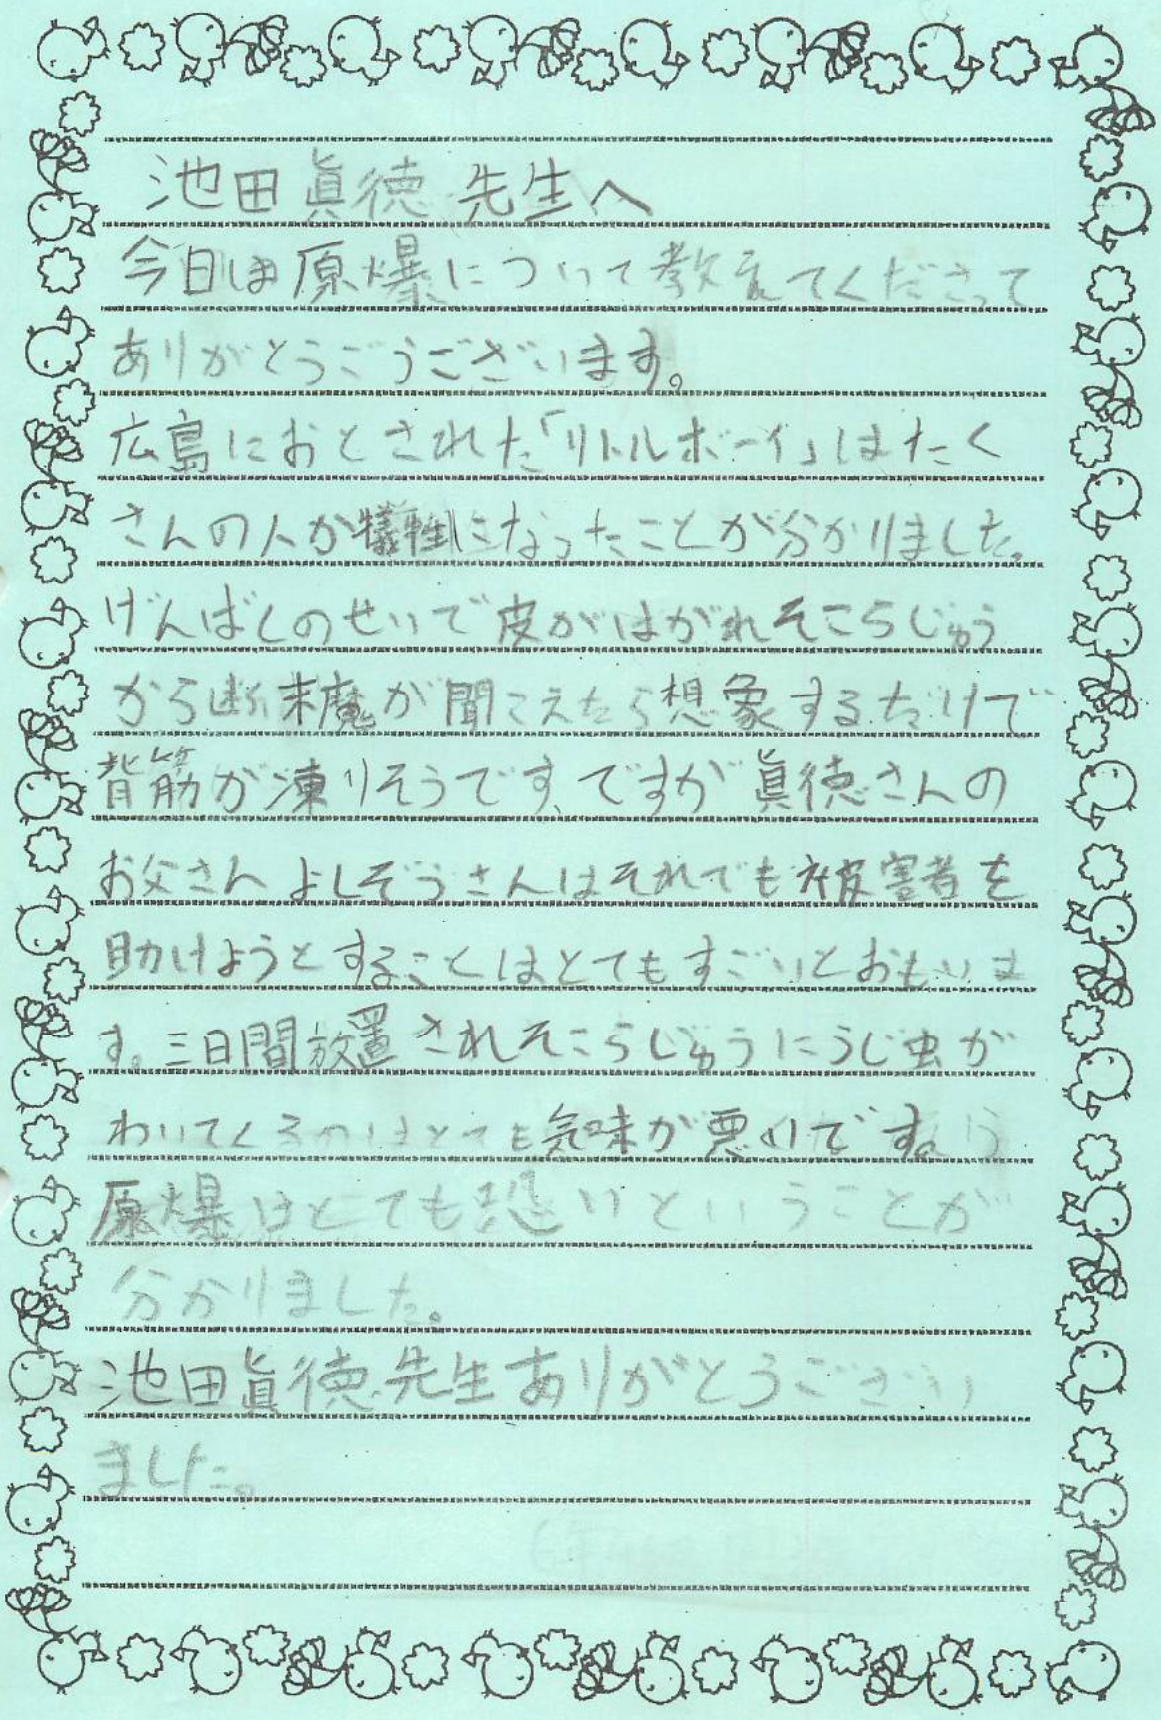 池田眞徳 先生へ
今日は原爆について教えてくださって
ありがとうごうございます。
広島におとされた「リトルボーイ」はたく
さんの人が犠牲になったことが分かりました。
げんばくのせいで皮がはがれそこらじゅう
から断末魔が聞こえたら想象するだけで
背筋が凍りそうです、ですが眞徳さんの
お父さんよしぞうさんはそれでも被害者を
助けようとすることはとてもすごいとおもいま
す。三日間放置されそこらじゅうにうじ虫が
わいてくるのはとても気味が悪いです。
原爆はとても恐いということが
分かりました。
池田眞徳先生ありがとうござい
ました。